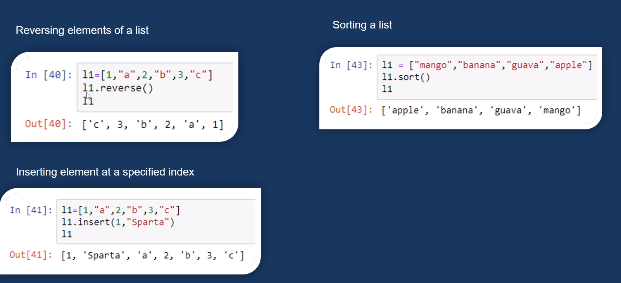 Reversing elements of a list
In [40]: l1=[1,"a",2,"b",3,"c"]
l1.reverse()
l1
Out[40]: ['c', 3, 'b', 2, 'a', 1]
Inserting element at a specified index
In [41]: l1=[1,"a",2,"b",3,"c"]
l1.insert(1,"Sparta")
l1
Out[41]: [1, 'Sparta', 'a', 2, 'b', 3, 'c']
Sorting a list
In [43]: l1 = ["mango","banana","guava","apple"]
l1.sort()
l1
Out[43]: ['apple', 'banana', 'guava', 'mango']